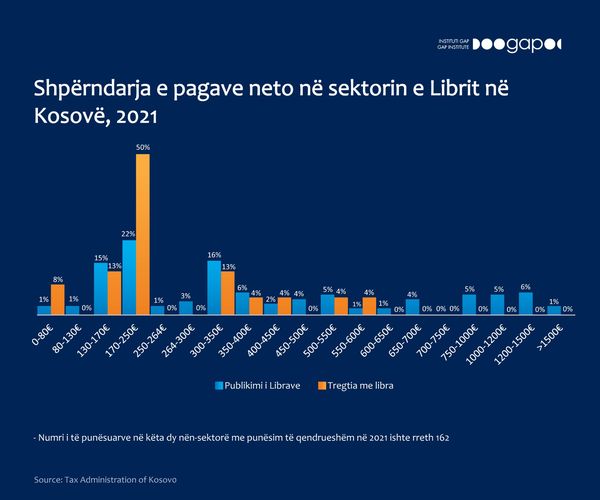 INSTITUTI GAP
GAP INSTITUTE
gap
Shpërndarja e pagave neto në sektorin e Librit në
Kosovë, 2021
1% 8% 1% 0% 15% 13% 22% 50% 1% 0% 3% 0% 16% 13% 6% 4% 2% 4% 4% 0% 5% 4% 1% 4% 1% 0% 4% 0% 0% 0% 5% 0% 5% 0% 6% 0% 1% 0%
0-80€ 80-130€ 130-170€ 170-250€ 250-264€ 264-300€ 300-350€ 350-400€ 400-450€ 450-500€ 500-550€ 550-600€ 600-650€ 650-700€ 700-750€ 750-1000€ 1000-1200€ 1200-1500€ >1500€
Publikimi i Librave Tregtia me libra
- Numri i të punësuarve në këta dy nën-sektorë me punësim të qendrueshëm në 2021 ishte rreth 162
Source: Tax Administration of Kosovo